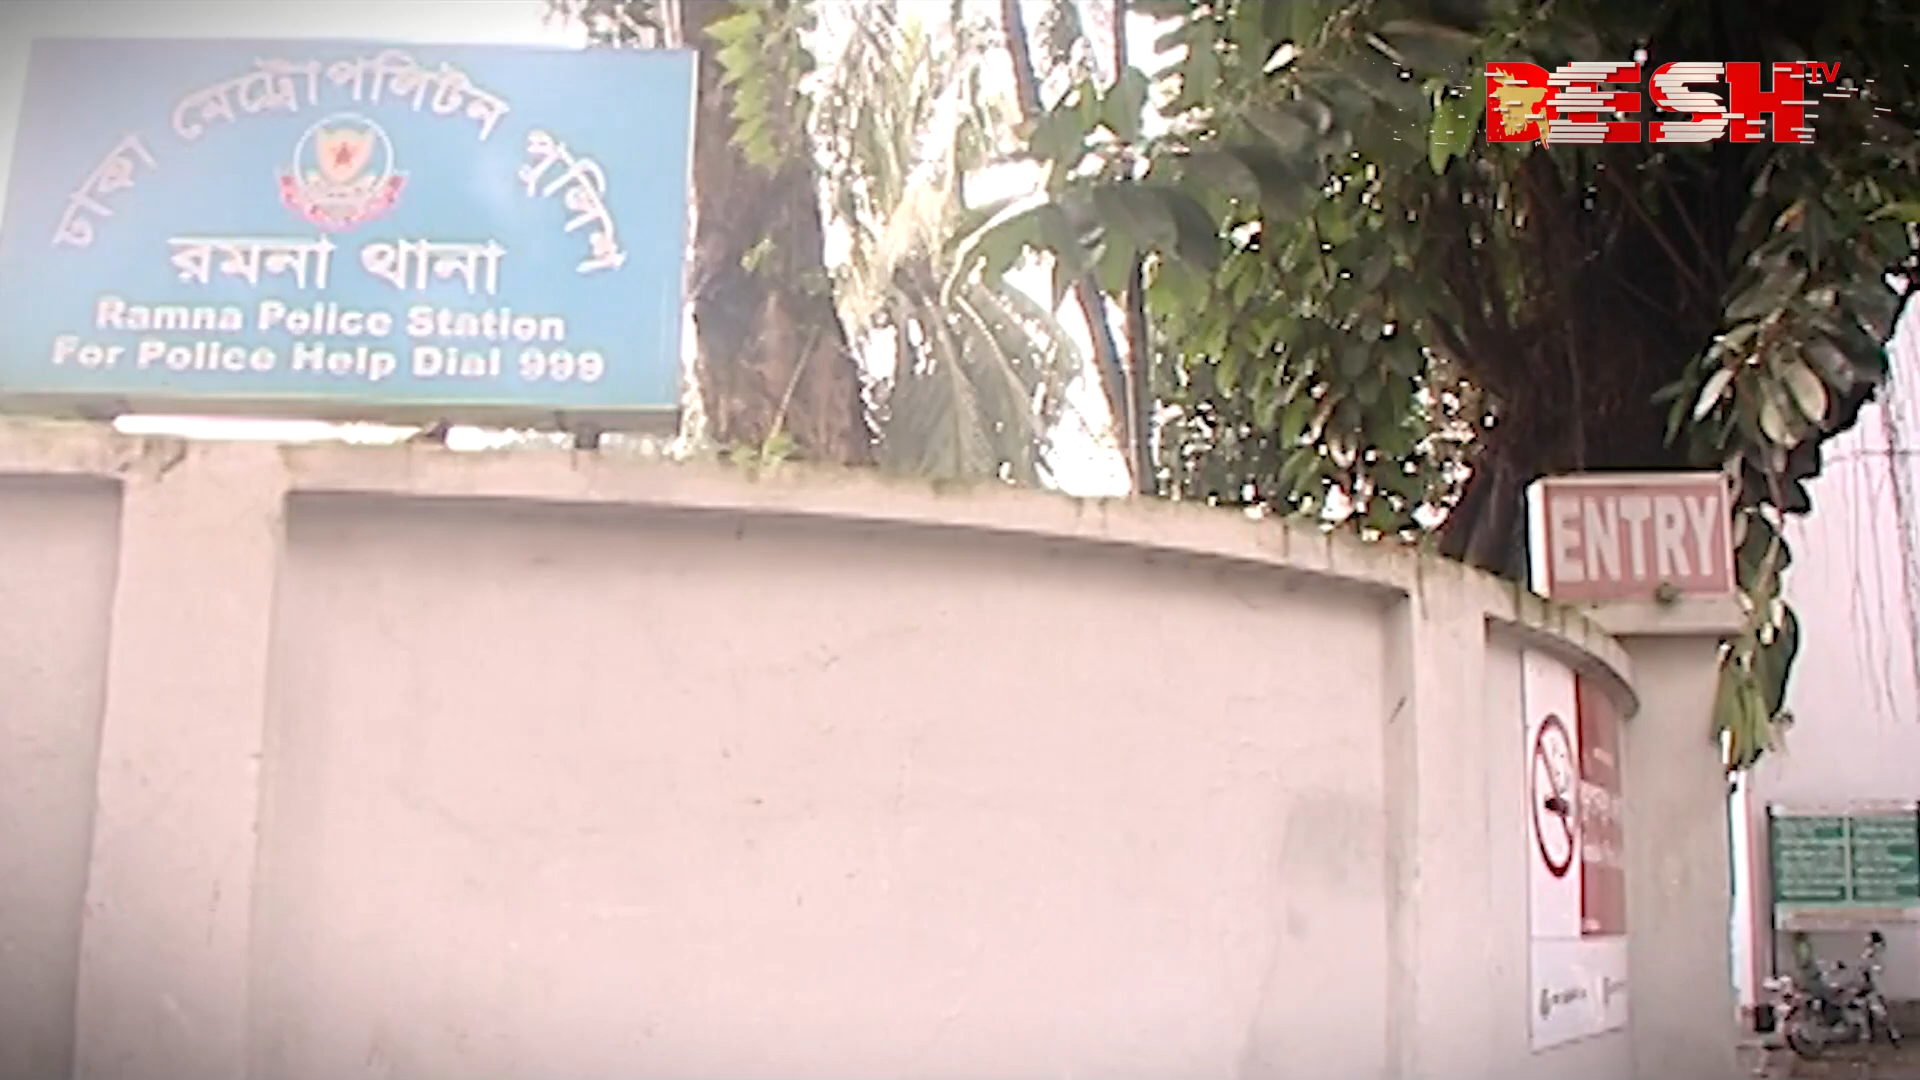 ঢাকা মেট্রোপলিটন পুলিশ
রমনা থানা
Ramna Police Station
For Police Help Dial 999
DESH TV
ENTRY